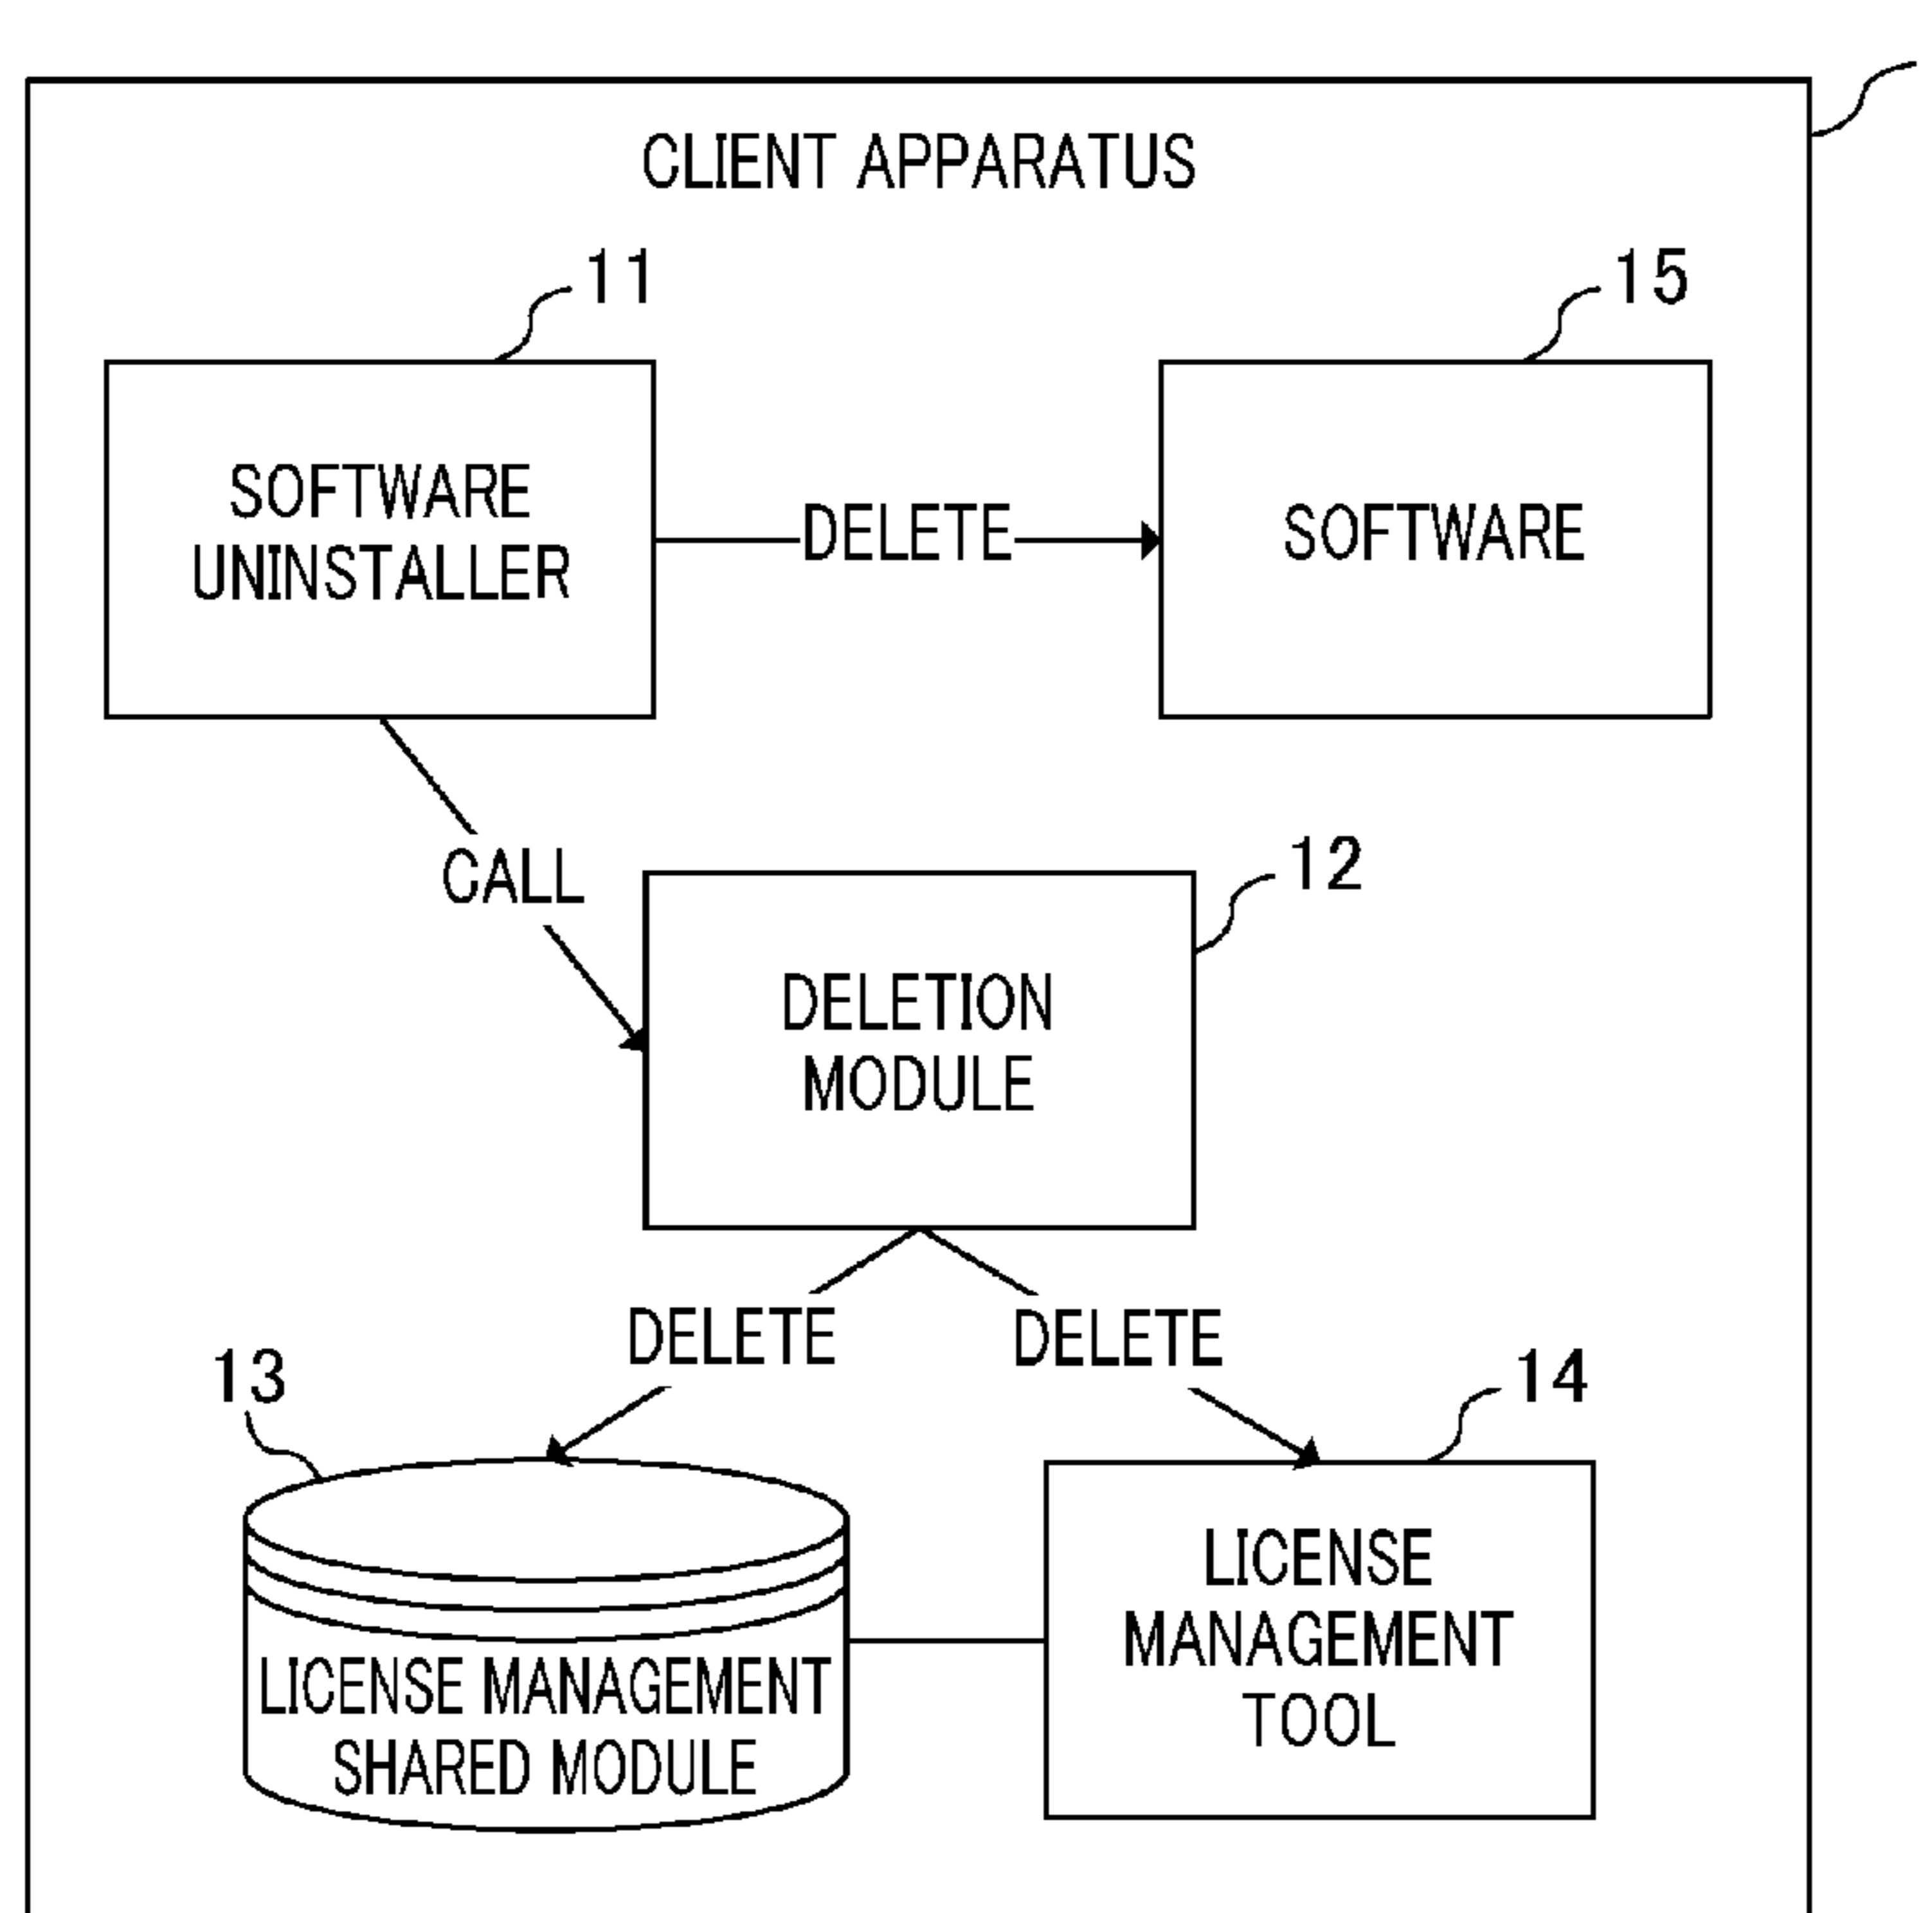 CLIENT APPARATUS
11
15
SOFTWARE
UNINSTALLER
DELETE
SOFTWARE
CALL
12
DELETION
MODULE
DELETE
DELETE
13
14
LICENSE
MANAGEMENT
TOOL
LICENSE MANAGEMENT
SHARED MODULE